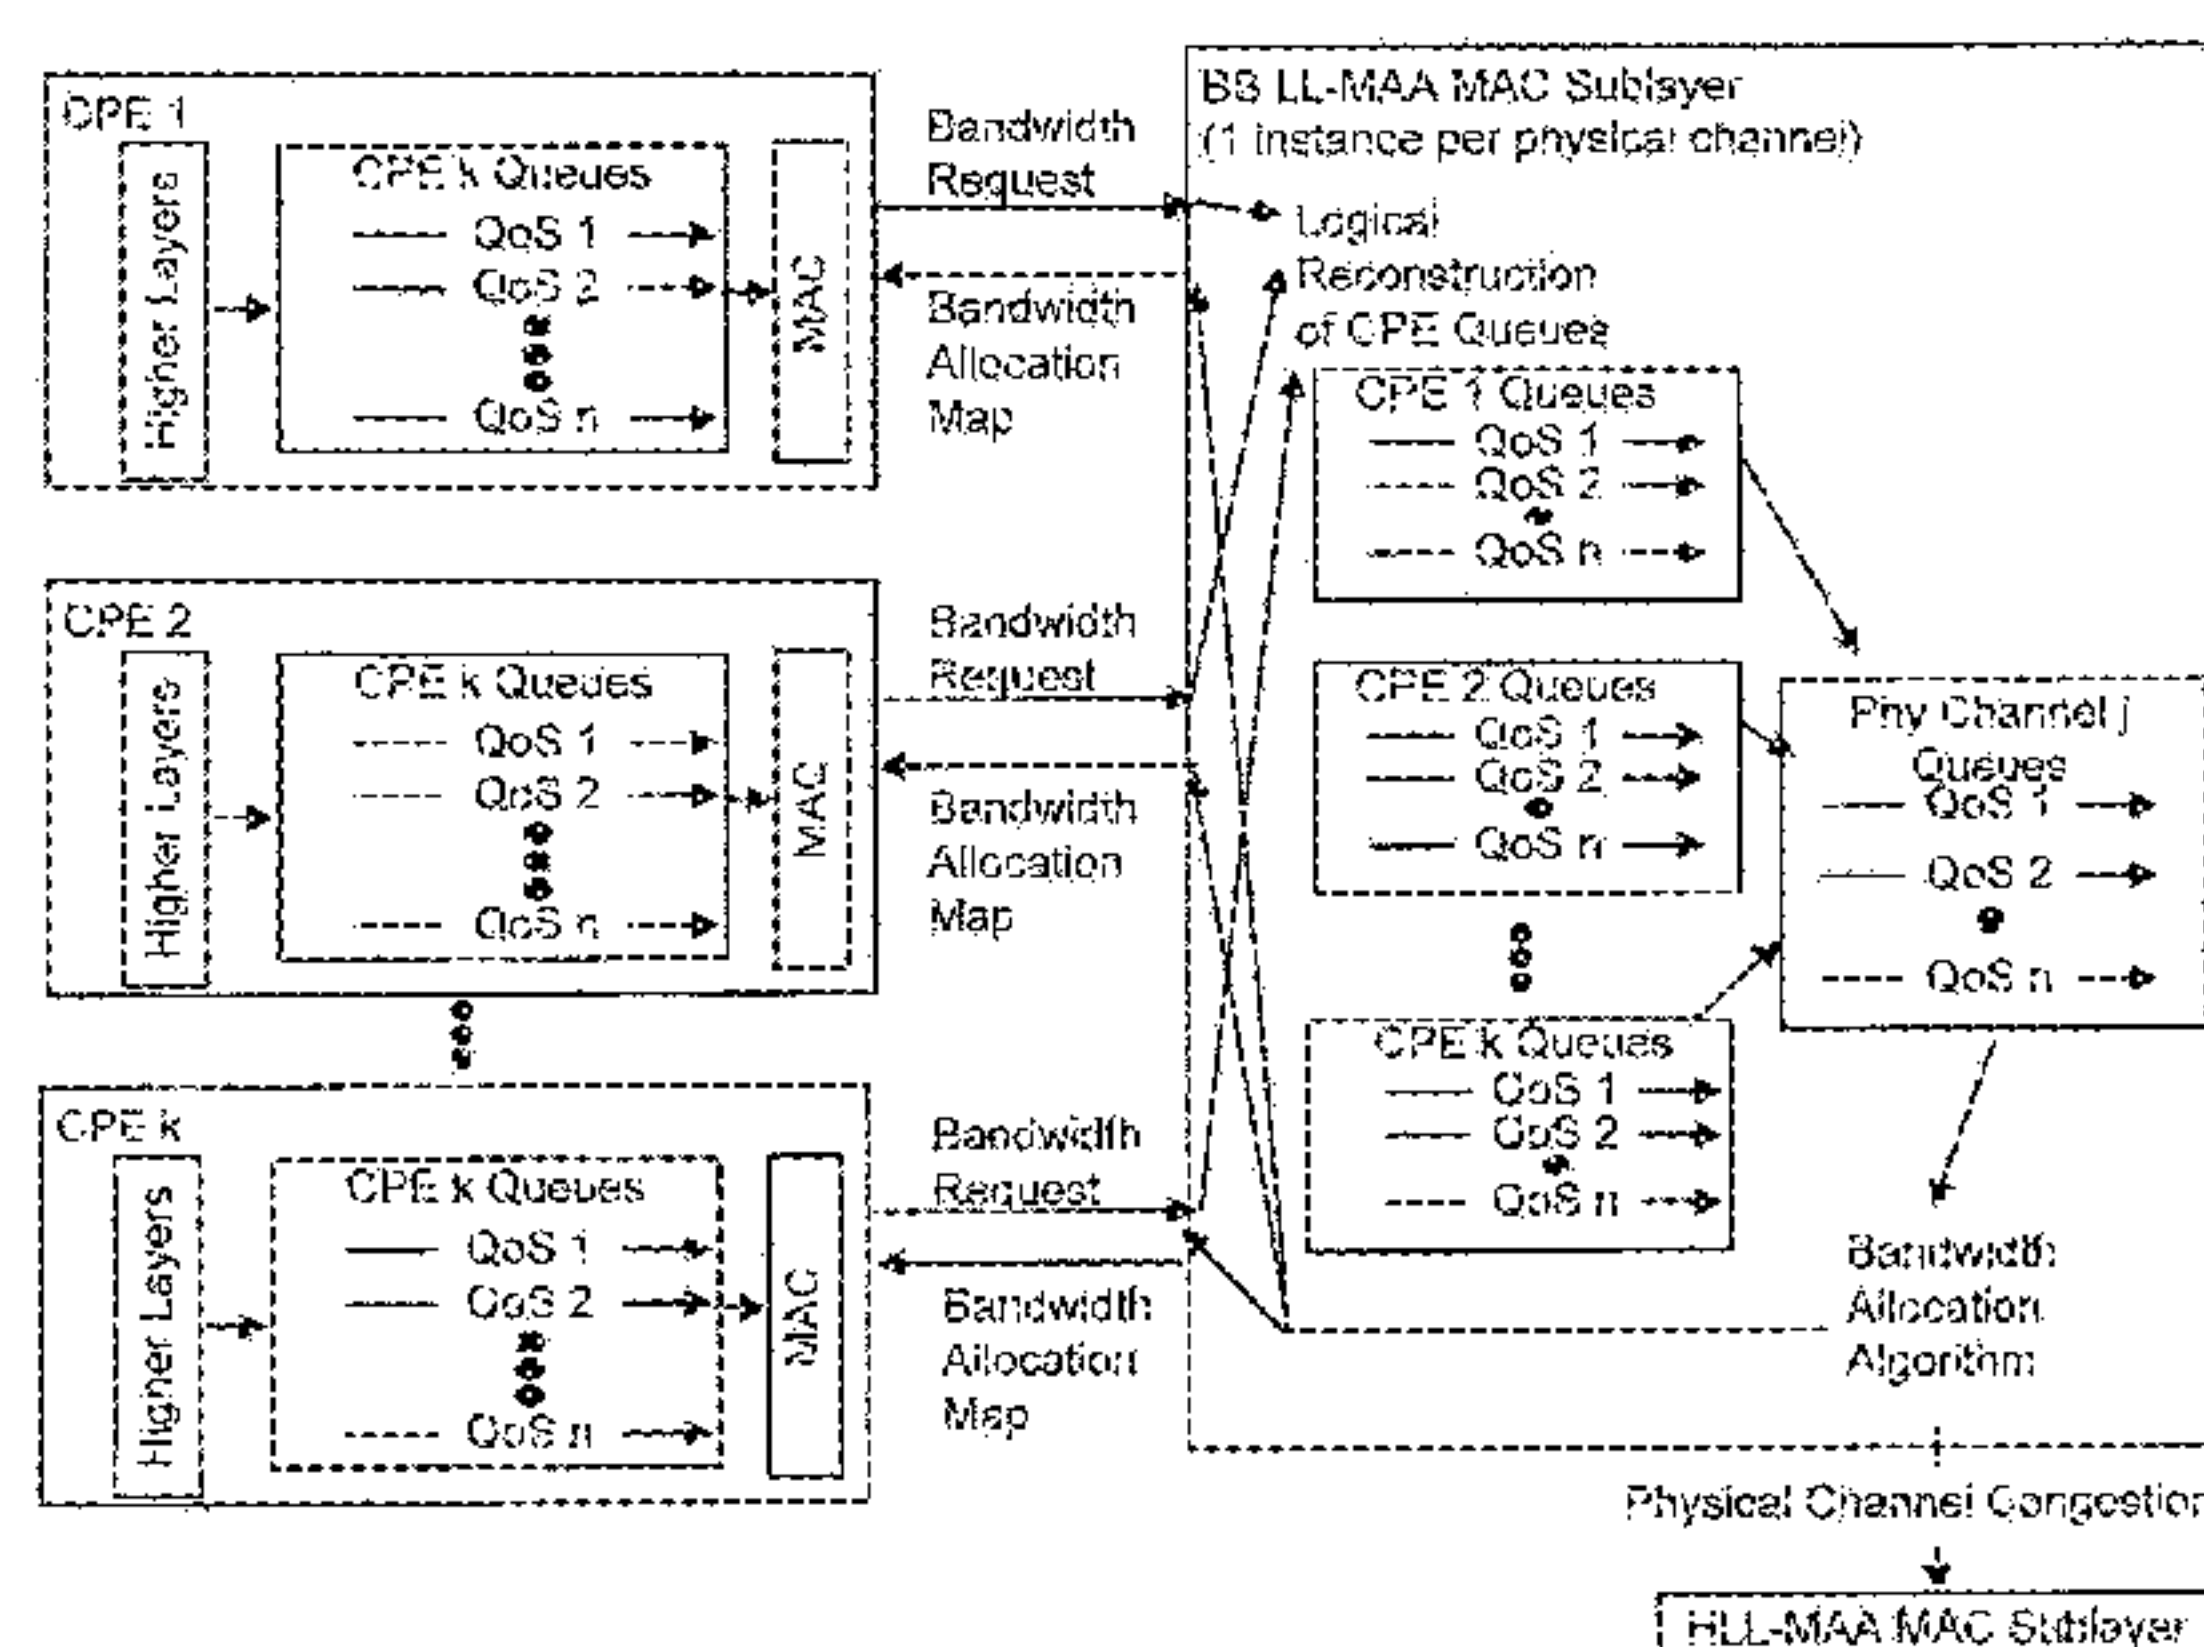 CPE 1
Higher Layers
CPE k Queues
QoS 1
QoS 2
QoS n
MAC
Bandwidth
Request
Bandwidth
Allocation
Map
CPE 2
Higher Layers
CPE k Queues
QoS 1
QoS 2
QoS n
MAC
Bandwidth
Request
Bandwidth
Allocation
Map
CPE k
Higher Layers
CPE k Queues
QoS 1
QoS 2
QoS n
MAC
Bandwidth
Request
Bandwidth
Allocation
Map
BS LL-MAA MAC Sublayer
(1 instance per physical channel)
Logical
Reconstruction
of CPE Queues
CPE 1 Queues
QoS 1
QoS 2
QoS n
CPE 2 Queues
QoS 1
QoS 2
QoS n
CPE k Queues
QoS 1
QoS 2
QoS n
Phy Channel j
Queues
QoS 1
QoS 2
QoS n
Bandwidth
Allocation
Algorithm
Physical Channel Congestion
HLL-MAA MAC Sublayer